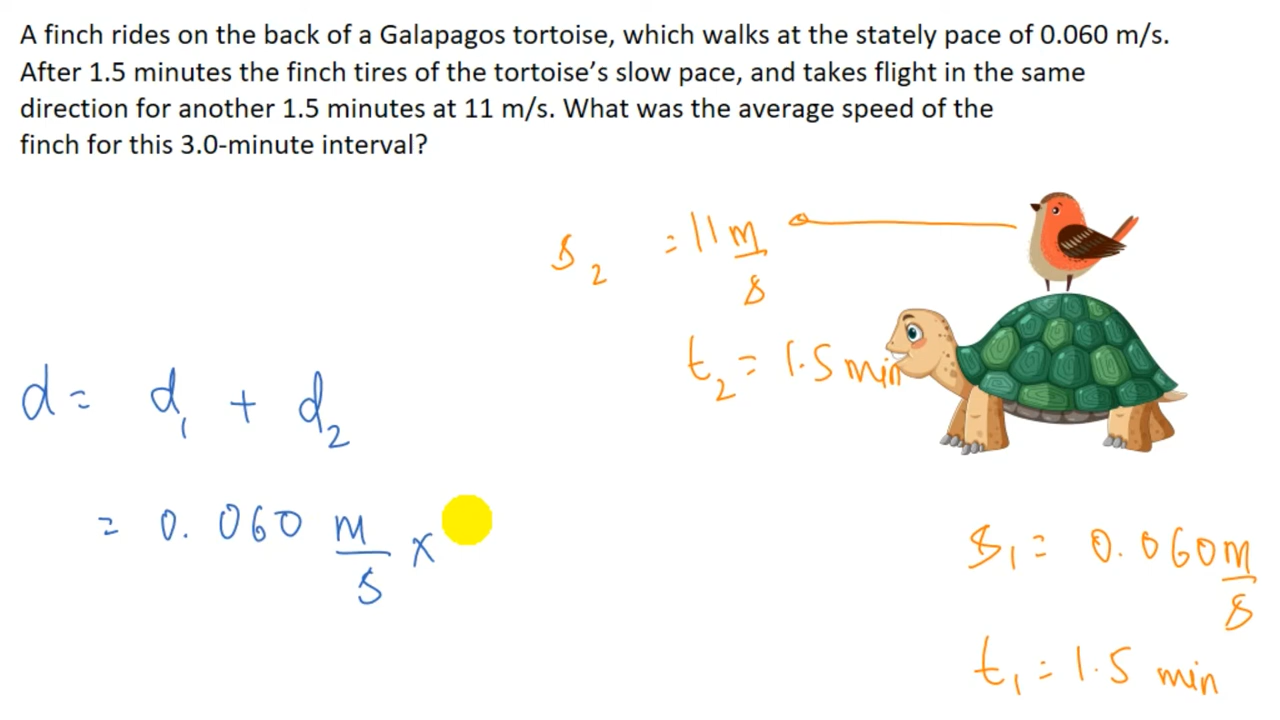 A finch rides on the back of a Galapagos tortoise, which walks at the stately pace of 0.060 m/s.
After 1.5 minutes the finch tires of the tortoise’s slow pace, and takes flight in the same
direction for another 1.5 minutes at 11 m/s. What was the average speed of the
finch for this 3.0-minute interval?
s₂ = 11 m/s
t₂ = 1.5 min
d = d₁ + d₂
= 0.060 m/s ×
s₁ = 0.060 m/s
t₁ = 1.5 min